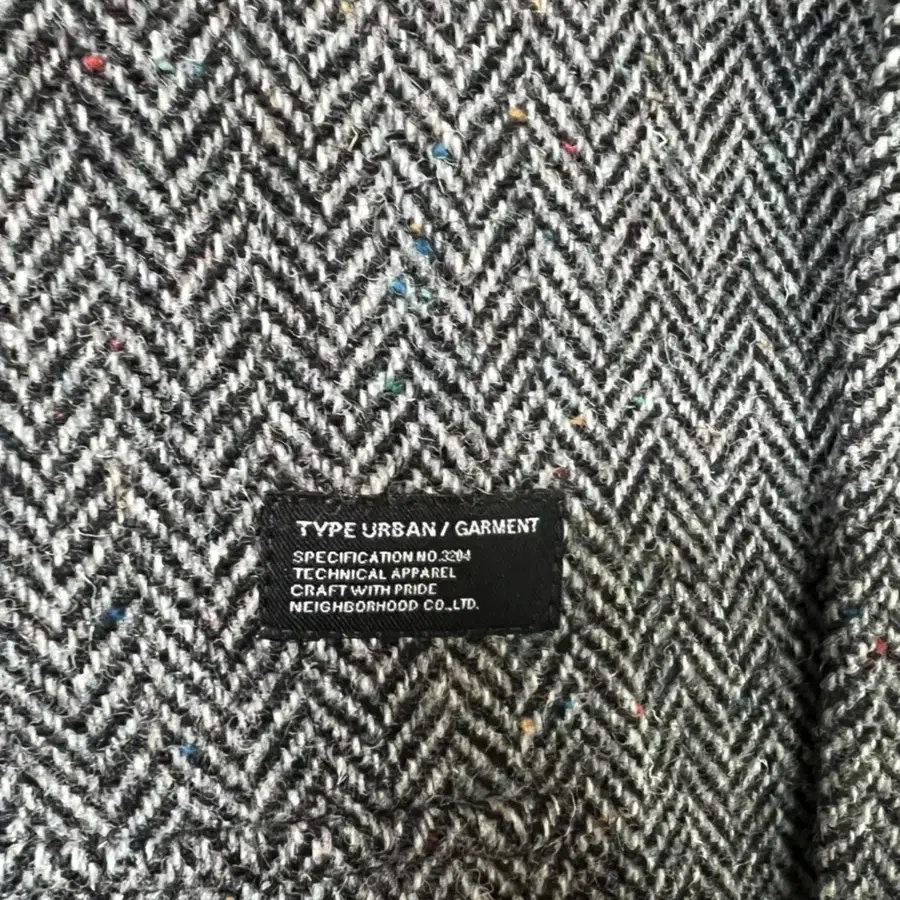 TYPE URBAN / GARMENT
SPECIFICATION NO.3204
TECHNICAL APPAREL
CRAFT WITH PRIDE
NEIGHBORHOOD CO.,LTD.